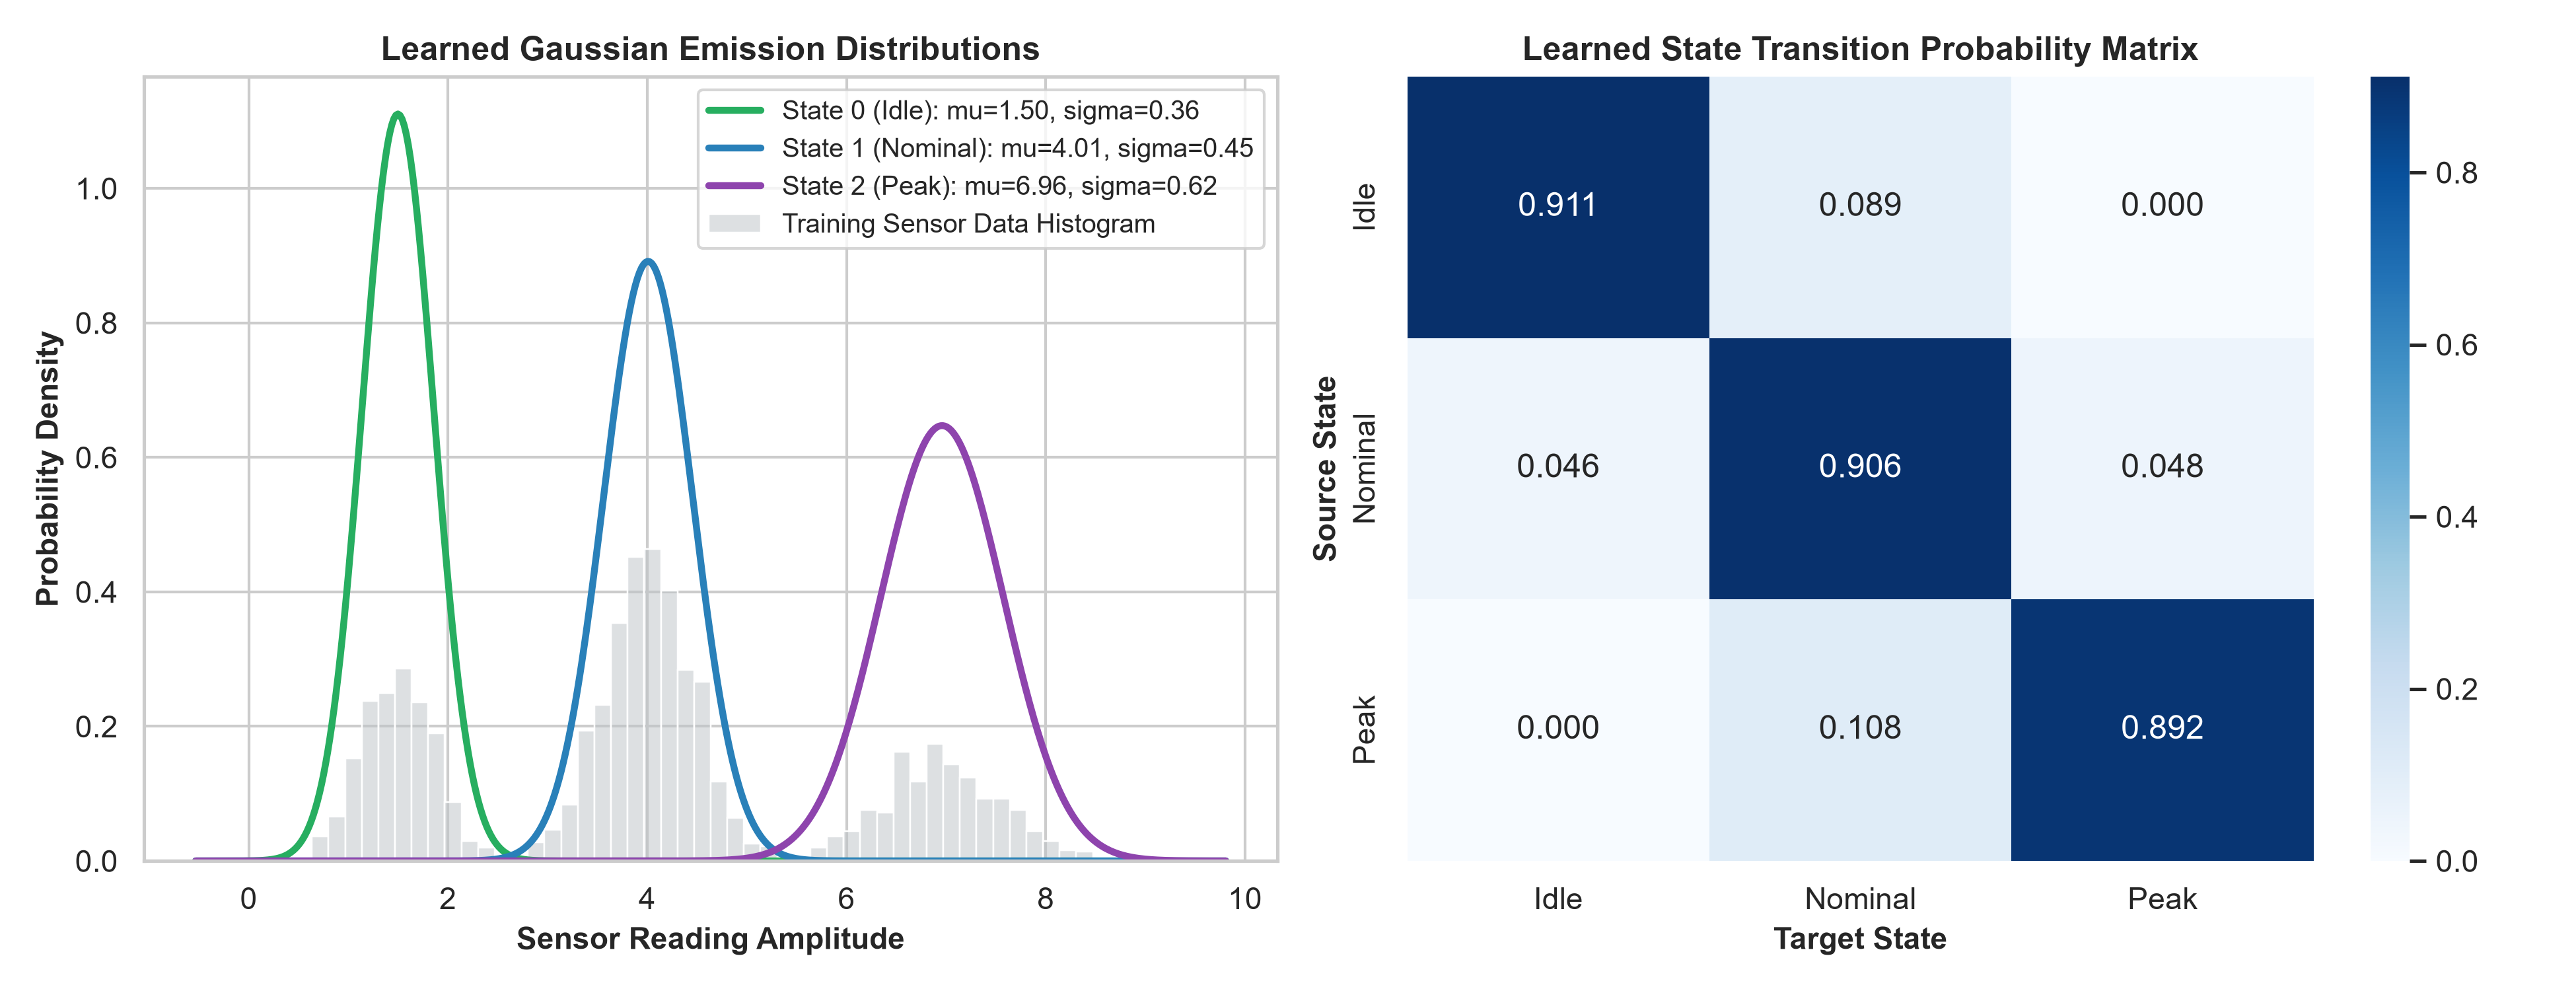 Learned Gaussian Emission Distributions
State 0 (Idle): mu=1.50, sigma=0.36
State 1 (Nominal): mu=4.01, sigma=0.45
State 2 (Peak): mu=6.96, sigma=0.62
Training Sensor Data Histogram
Probability Density
1.0
0.8
0.6
0.4
0.2
0.0
0 2 4 6 8 10
Sensor Reading Amplitude
Learned State Transition Probability Matrix
Source State
Idle
0.911 0.089 0.000
Nominal
0.046 0.906 0.048
Peak
0.000 0.108 0.892
Idle Nominal Peak
Target State
0.8
0.6
0.4
0.2
0.0